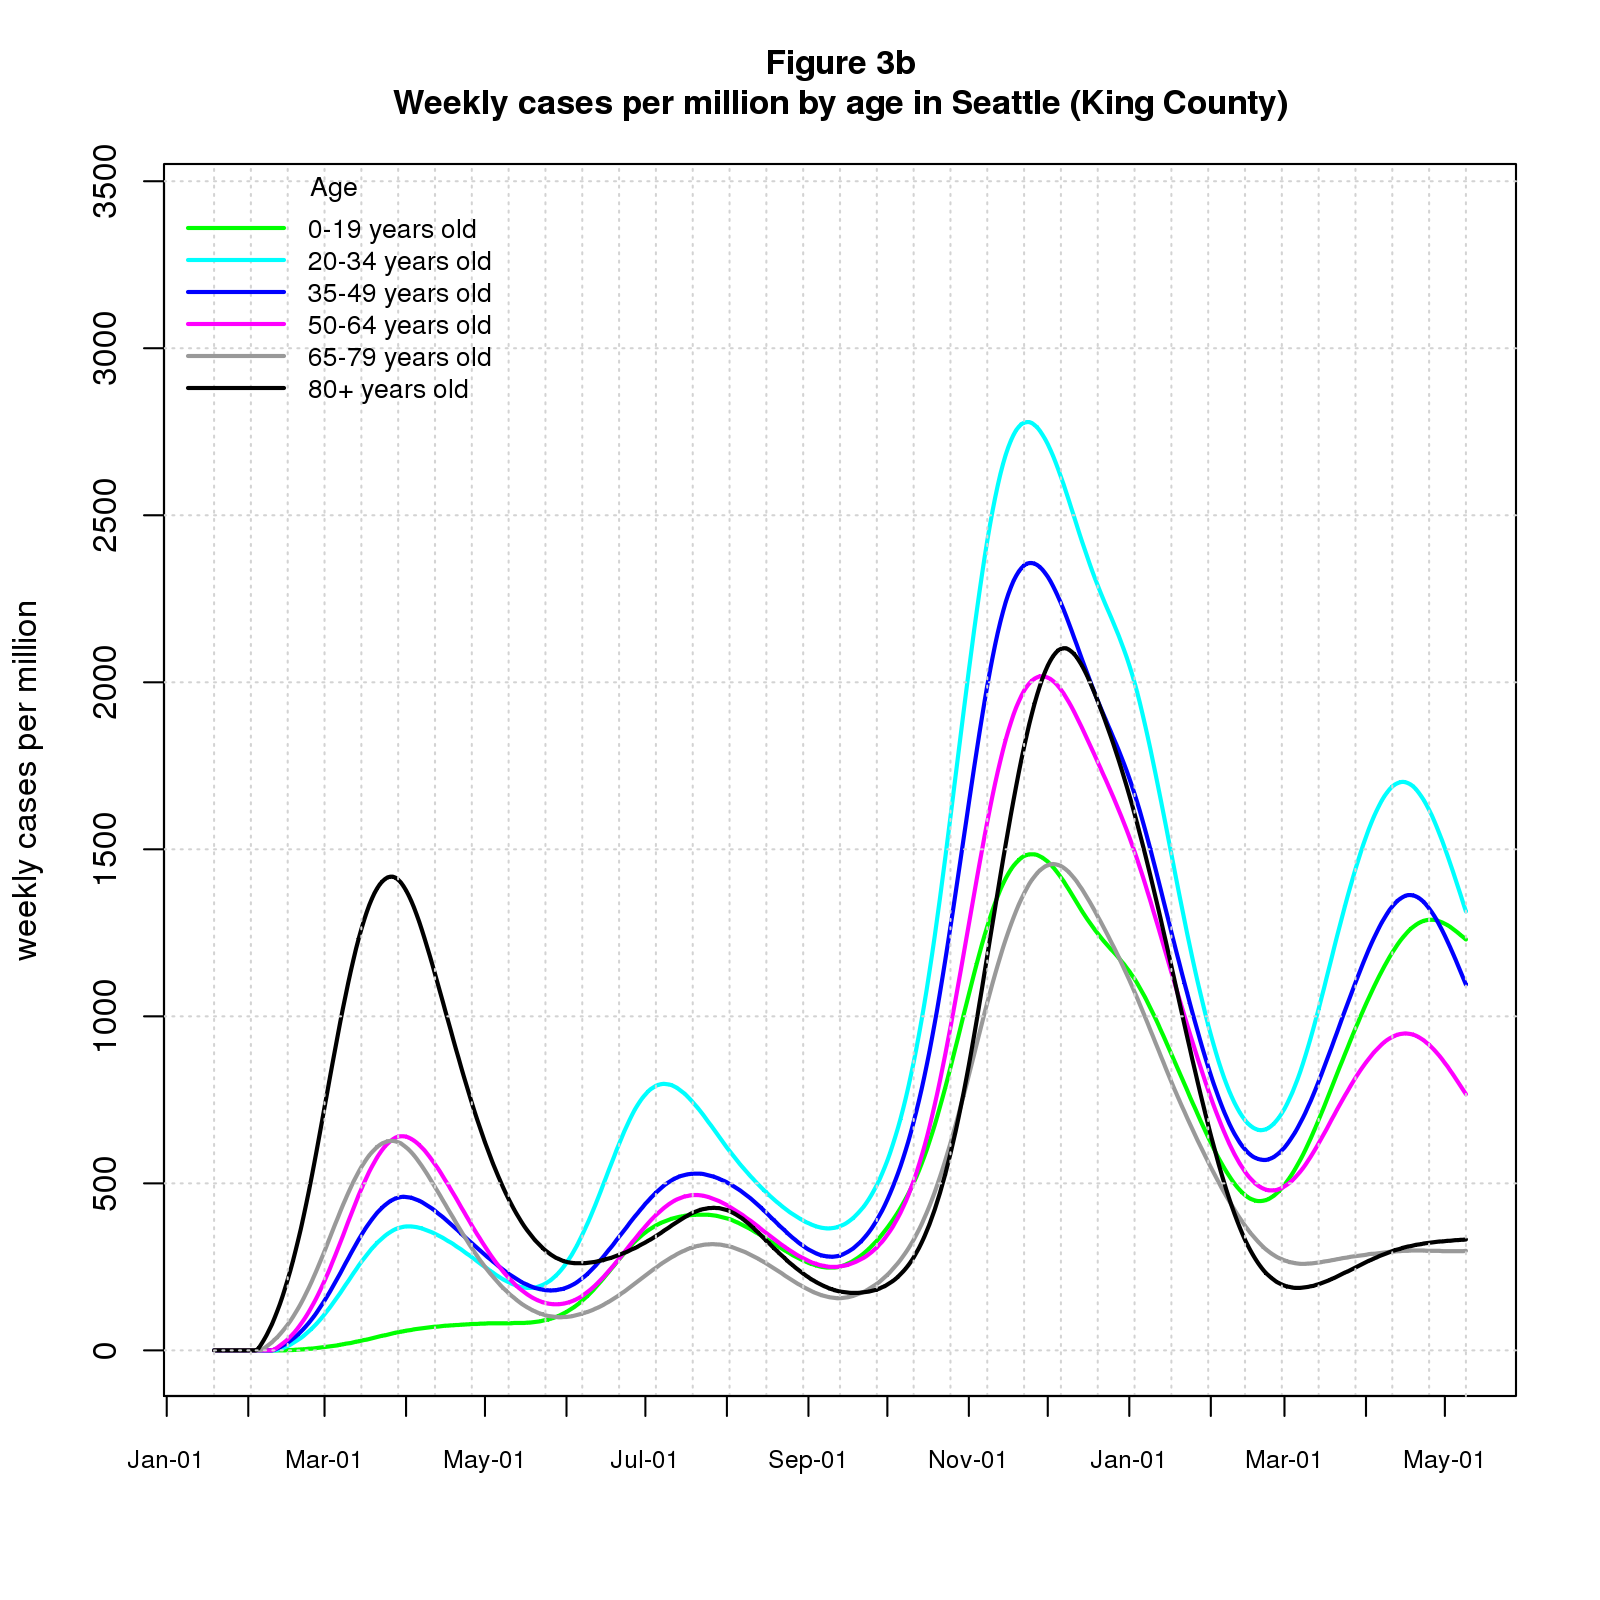 Figure 3b
Weekly cases per million by age in Seattle (King County)
weekly cases per million
3500
3000
2500
2000
1500
1000
500
0
Age
0-19 years old
20-34 years old
35-49 years old
50-64 years old
65-79 years old
80+ years old
Jan-01 Mar-01 May-01 Jul-01 Sep-01 Nov-01 Jan-01 Mar-01 May-01